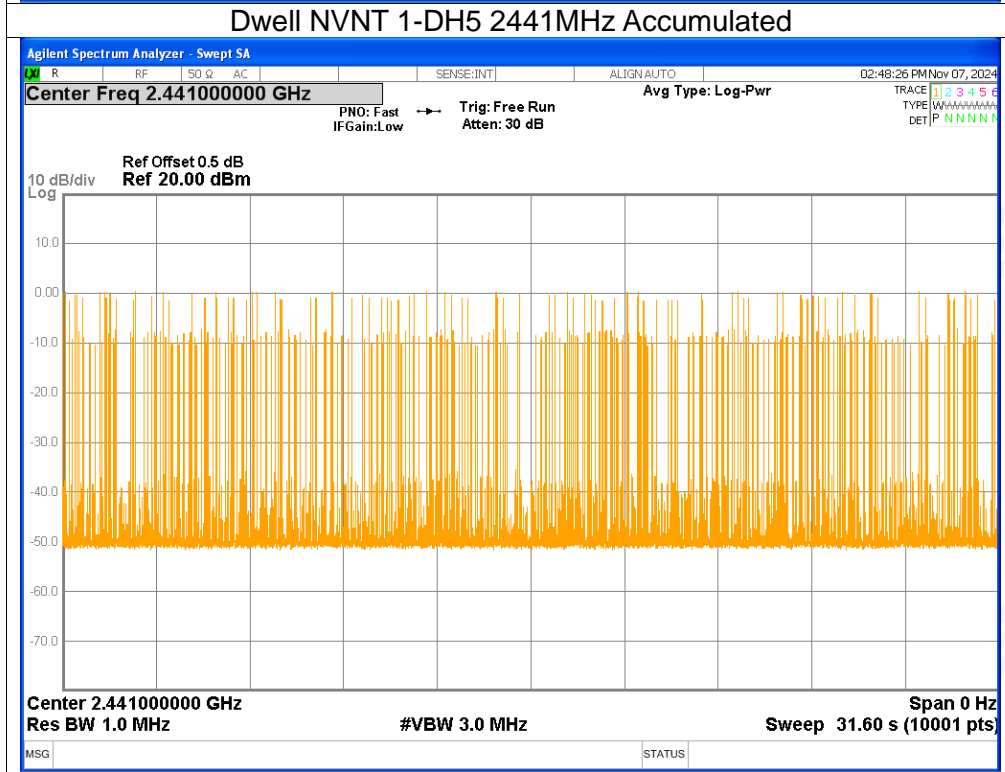 Dwell NVNT 1-DH5 2441MHz Accumulated
Agilent Spectrum Analyzer - Swept SA
LXI R RF 50 Ω AC SENSE:INT ALIGN AUTO 02:48:26 PM Nov 07, 2024
Center Freq 2.441000000 GHz Avg Type: Log-Pwr TRACE 1 2 3 4 5 6
PNO: Fast Trig: Free Run TYPE
IFGain:Low Atten: 30 dB DET P N N N N N
Ref Offset 0.5 dB
10 dB/div Ref 20.00 dBm
Log
10.0
0.00
-10.0
-20.0
-30.0
-40.0
-50.0
-60.0
-70.0
Center 2.441000000 GHz Span 0 Hz
Res BW 1.0 MHz #VBW 3.0 MHz Sweep 31.60 s (10001 pts)
MSG STATUS